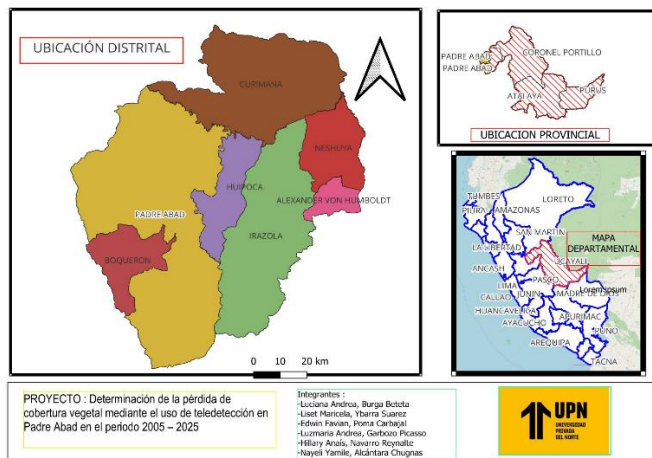 UBICACIÓN DISTRITAL
CURIMANA
NESHUYA
HUIPOCA
ALEXANDER VON HUMBOLDT
PADRE ABAD
IRAZOLA
BOQUERON
0 10 20 km
CORONEL PORTILLO
PADRE ABAD
PADRE ABAD
ATALAYA
PURUS
UBICACION PROVINCIAL
LORETO
TUMBES
PIURA
AMAZONAS
SAN MARTIN
LA LIBERTAD
MAPA
DEPARTAMENTAL
UCAYALI
ANCASH
PASCO
Lorem ipsum
LIMA
JUNIN
MADRE DE DIOS
CALLAO
HUANCAVELICA
APURIMAC
AYACUCHO
PUNO
AREQUIPA
TACNA
PROYECTO : Determinación de la pérdida de
cobertura vegetal mediante el uso de teledetección en
Padre Abad en el periodo 2005 – 2025
Integrantes :
-Luciana Andrea, Burga Beteta
-Liset Maricela, Ybarra Suarez
-Edwin Favian, Poma Carbajal
-Luzmaria Andrea, Garbozo Picasso
-Hillary Anaís, Navarro Reynalte
-Nayeli Yamile, Alcántara Chugnas
UPN
UNIVERSIDAD
PRIVADA
DEL NORTE